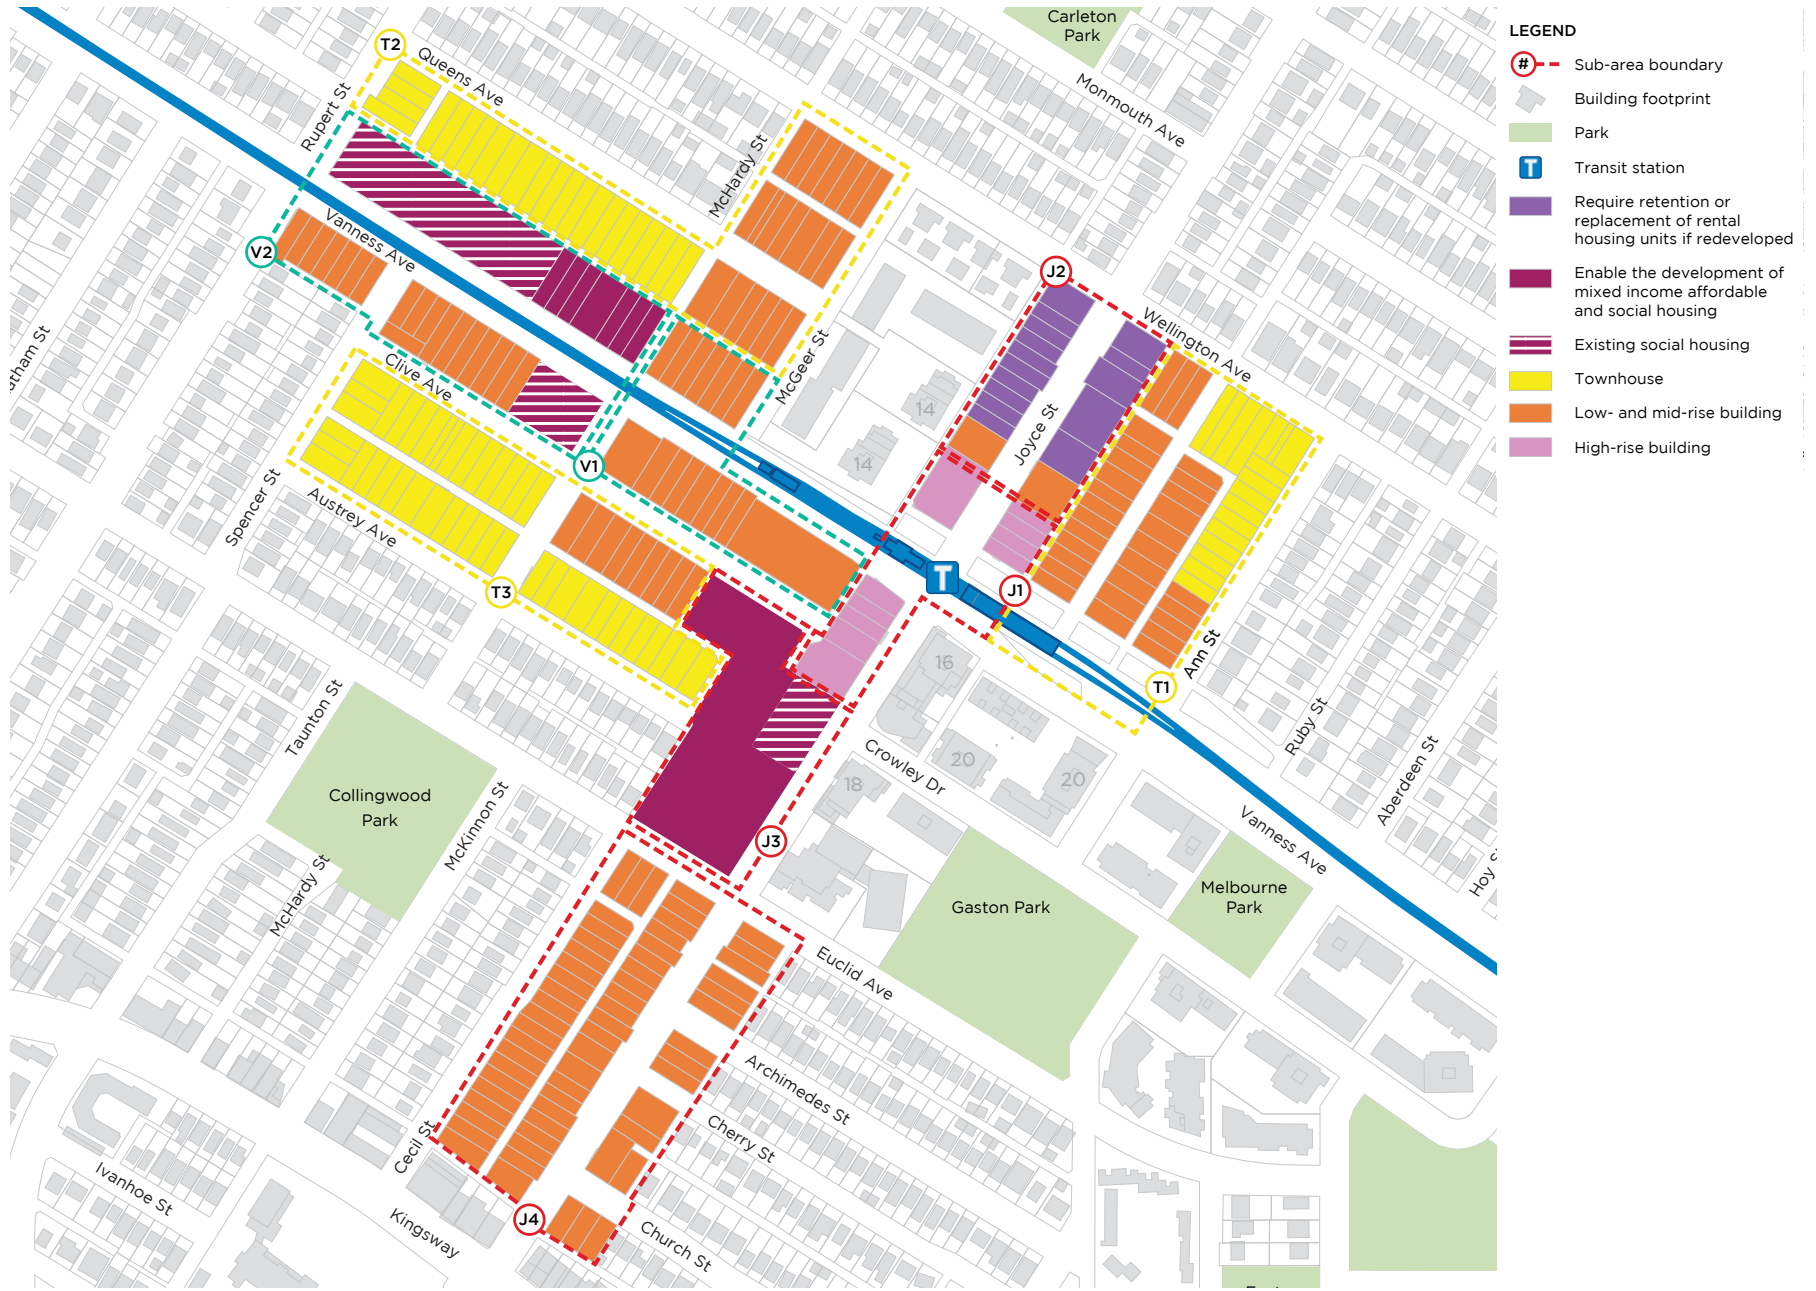 Carleton
Park
LEGEND
T2
Queens Ave
# Sub-area boundary
Building footprint
Monmouth Ave
Rupert St
Park
T Transit station
McHardy St
Require retention or
replacement of rental
housing units if redeveloped
Vanness Ave
V2
J2
Enable the development of
mixed income affordable
and social housing
Wellington Ave
Existing social housing
McGeer St
Clive Ave
Townhouse
14
Joyce St
Low- and mid-rise building
High-rise building
14
V1
Spencer St
Austrey Ave
T
T3
J1
Ann St
16
T1
Taunton St
Ruby St
Crowley Dr
20
20
18
Aberdeen St
Collingwood
Park
McKinnon St
Vanness Ave
J3
McHardy St
Hoy S
Melbourne
Park
Gaston Park
Euclid Ave
Archimedes St
Cherry St
Cecil St
Ivanhoe St
J4
Kingsway
Church St